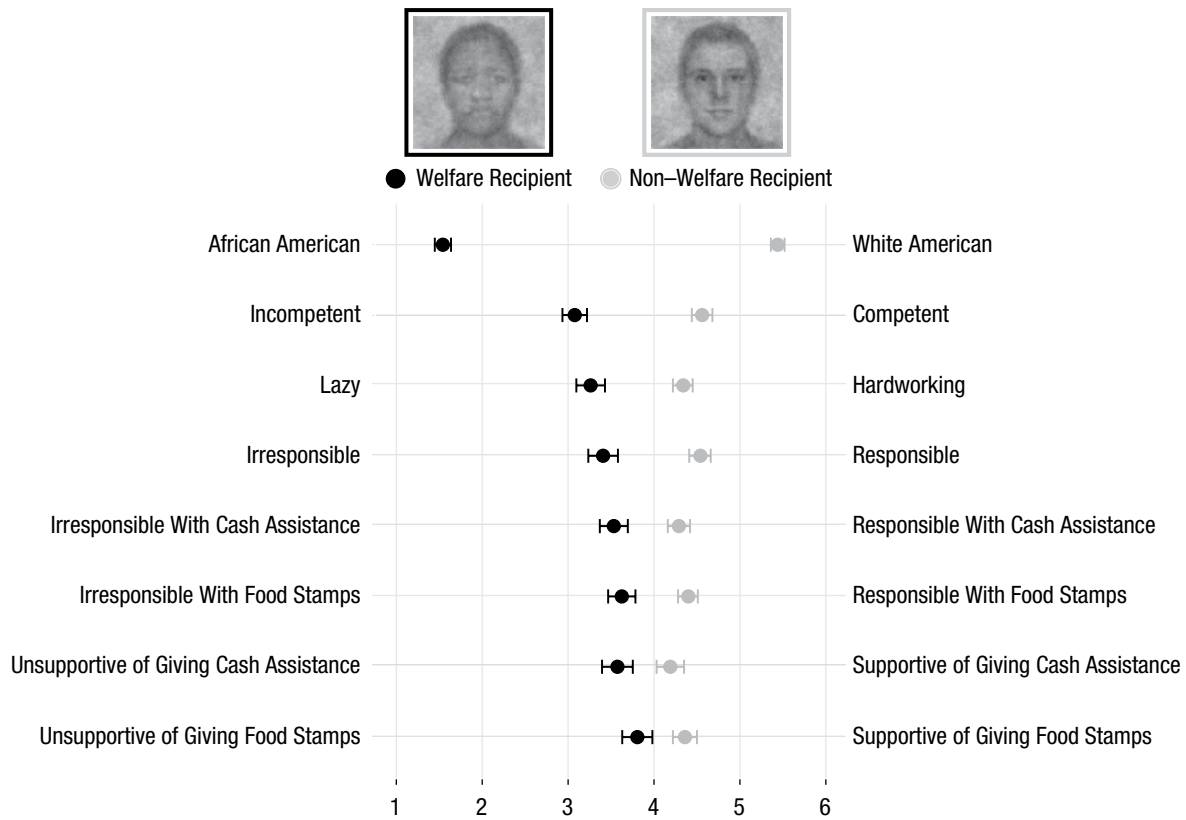 Welfare Recipient Non–Welfare Recipient
African American White American
Incompetent Competent
Lazy Hardworking
Irresponsible Responsible
Irresponsible With Cash Assistance Responsible With Cash Assistance
Irresponsible With Food Stamps Responsible With Food Stamps
Unsupportive of Giving Cash Assistance Supportive of Giving Cash Assistance
Unsupportive of Giving Food Stamps Supportive of Giving Food Stamps
1 2 3 4 5 6